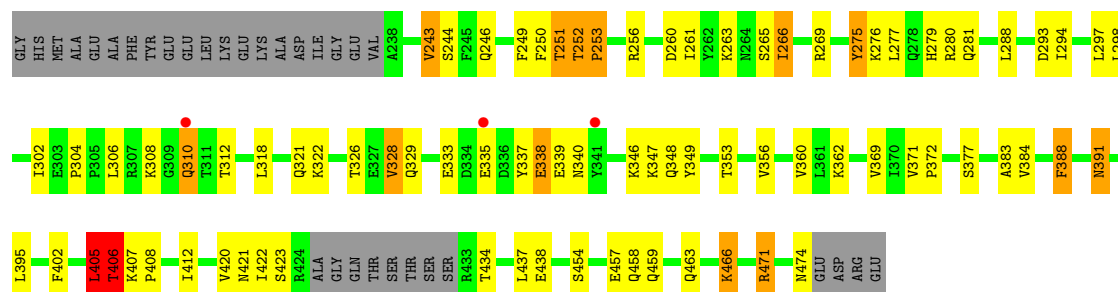 GLY HIS MET ALA GLU ALA PHE TYR GLU GLU LEU LYS GLU LYS ALA ASP ILE GLY GLU VAL A238 V243 S244 F245 Q246 F249 F250 T251 T252 P253 R256 D260 I261 Y262 K263 N264 S265 I266 R269 Y275 K276 L277 Q278 H279 R280 Q281 L288 D293 I294 L297 L298
I302 E303 P304 P305 L306 R307 K308 G309 Q310 T311 T312 L318 Q321 K322 T326 E327 V328 Q329 E333 D334 E335 D336 Y337 E338 E339 N340 Y341 K346 K347 Q348 Y349 T353 V356 V360 L361 K362 V369 I370 V371 P372 S377 A383 V384 F388 N391
L395 F402 L405 T406 K407 P408 I412 V420 N421 I422 S423 R424 ALA GLY GLN THR SER THR SER SER R433 T434 L437 E438 S454 E457 Q458 Q459 Q463 K466 R471 N474 GLU ASP ARG GLU